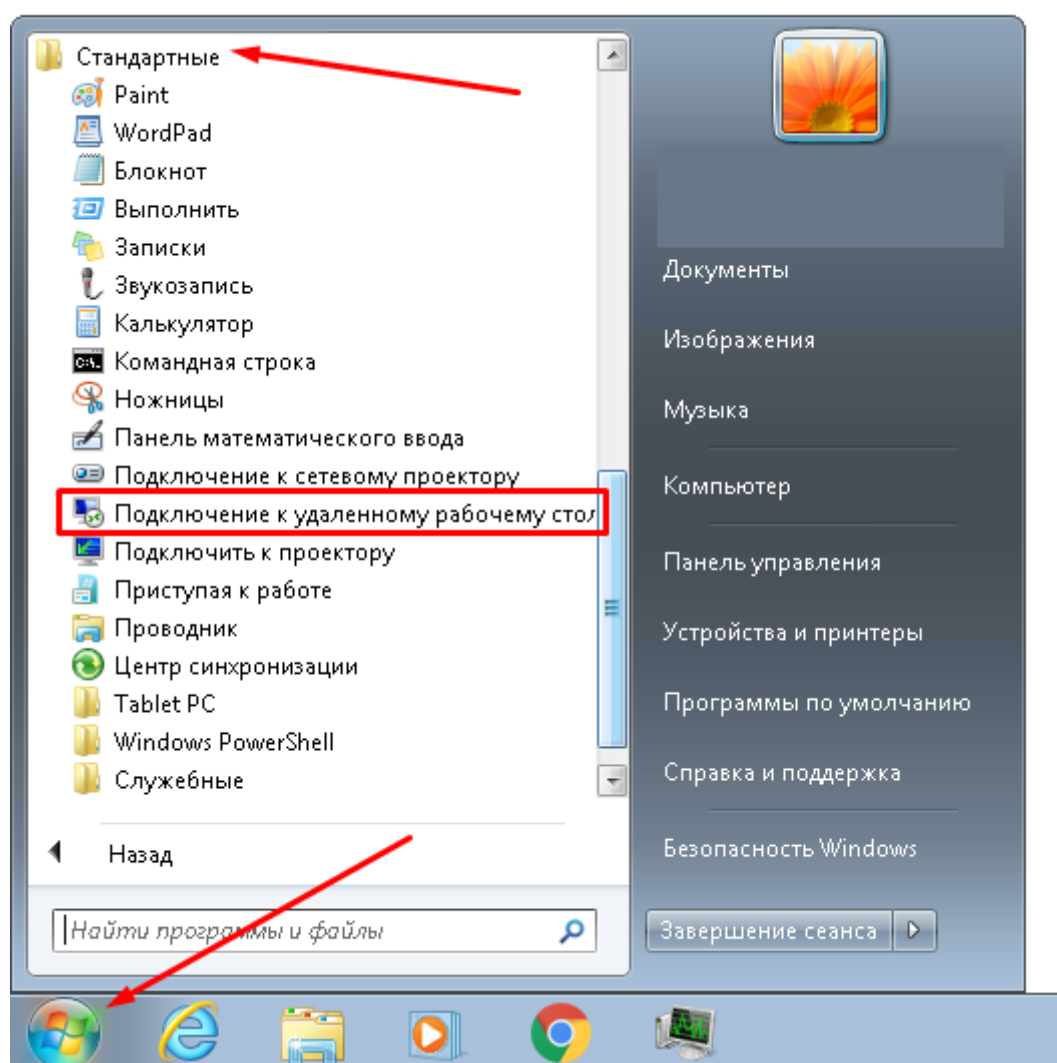 Стандартные
Paint
WordPad
Блокнот
Выполнить
Записки
Звукозапись
Калькулятор
Командная строка
Ножницы
Панель математического ввода
Подключение к сетевому проектору
Подключение к удаленному рабочему стол
Подключить к проектору
Приступая к работе
Проводник
Центр синхронизации
Tablet PC
Windows PowerShell
Служебные
Назад
Найти программы и файлы
Документы
Изображения
Музыка
Компьютер
Панель управления
Устройства и принтеры
Программы по умолчанию
Справка и поддержка
Безопасность Windows
Завершение сеанса